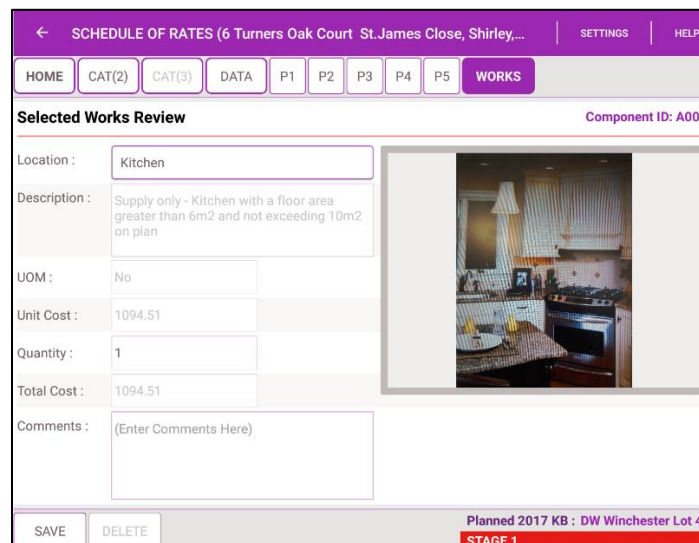 ← SCHEDULE OF RATES (6 Turners Oak Court St.James Close, Shirley,... SETTINGS HELP
HOME CAT(2) CAT(3) DATA P1 P2 P3 P4 P5 WORKS
Selected Works Review Component ID: A00
Location : Kitchen
Description : Supply only - Kitchen with a floor area
greater than 6m2 and not exceeding 10m2
on plan
UOM : No
Unit Cost : 1094.51
Quantity : 1
Total Cost : 1094.51
Comments : (Enter Comments Here)
SAVE DELETE Planned 2017 KB : DW Winchester Lot 4
STAGE 1